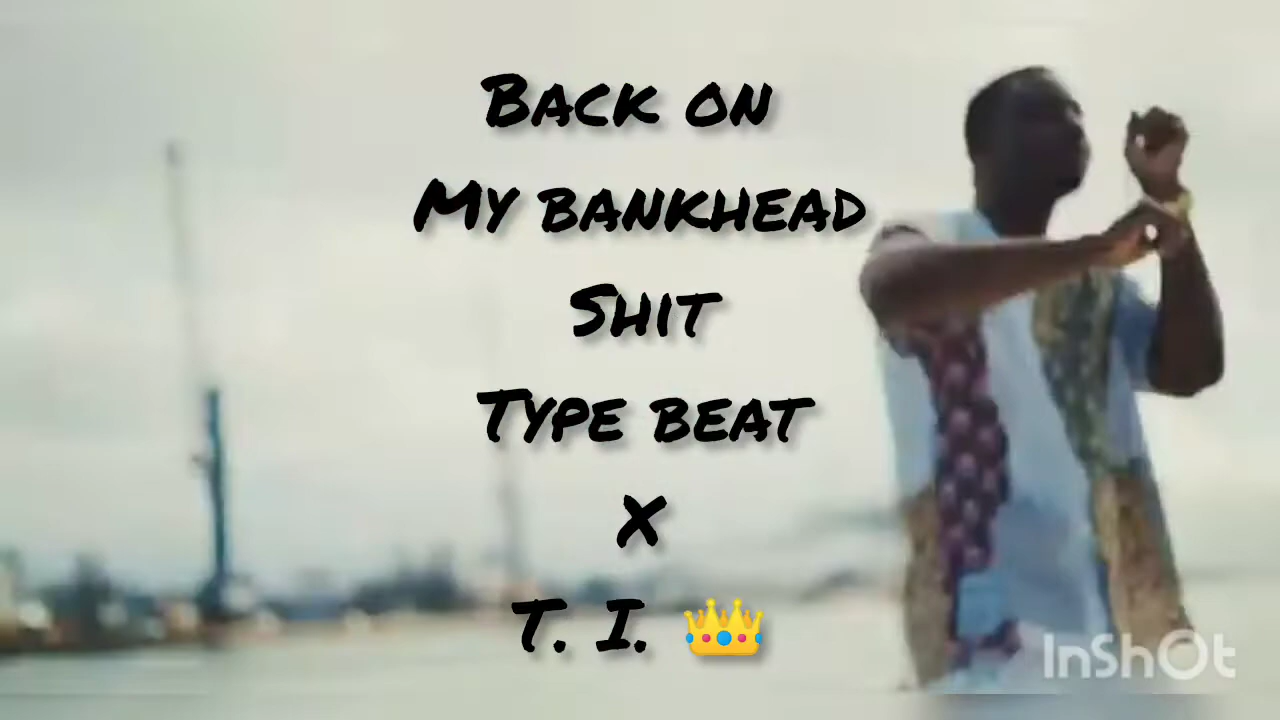 Back on
My bankhead
Shit
Type beat
x
T. I. 👑
InShOt